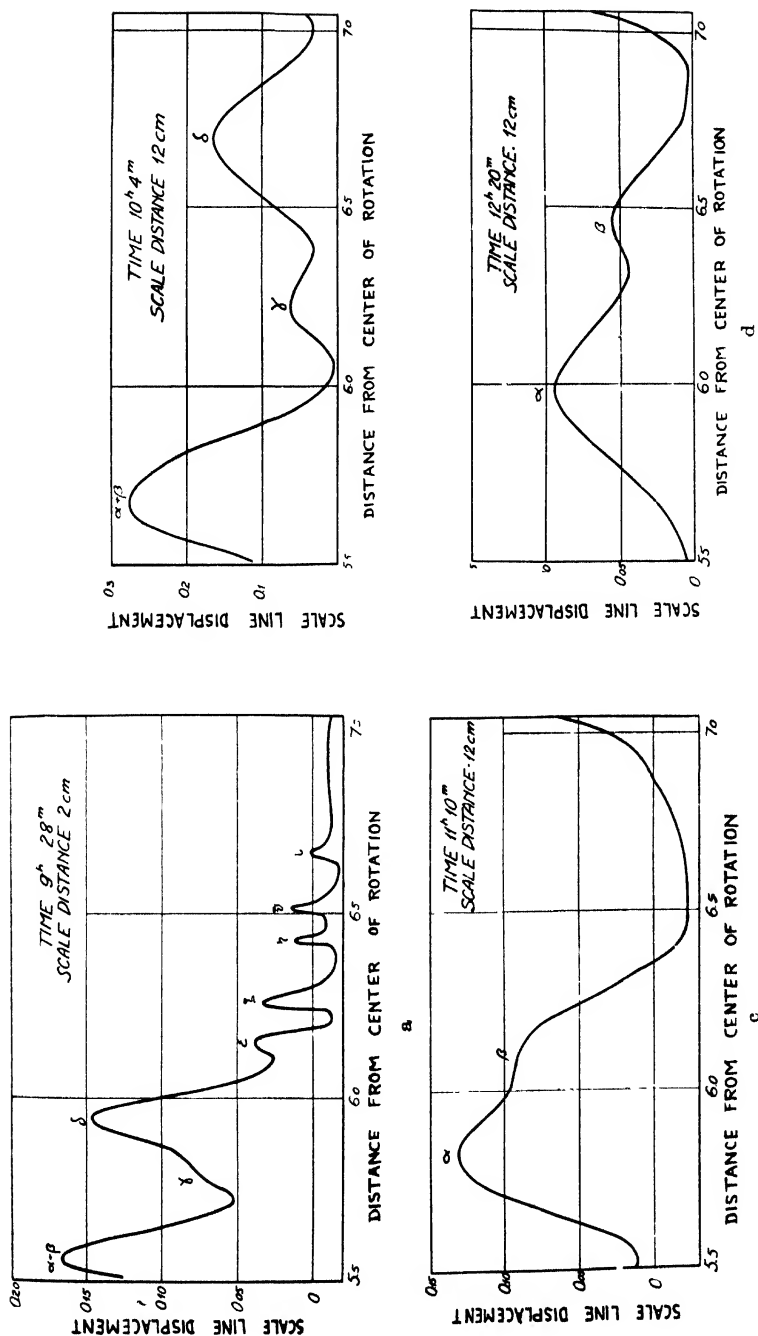 SCALE LINE DISPLACEMENT
0.20
0.15
0.10
0.05
0
TIME 9ʰ 28ᵐ
SCALE DISTANCE 2cm
α-β
γ
δ
ε
η
5.5
6.0
6.5
DISTANCE FROM CENTER OF ROTATION
a
SCALE LINE DISPLACEMENT
0.3
0.2
0.1
TIME 10ʰ 4ᵐ
SCALE DISTANCE 12cm
α+β
γ
δ
6.0
6.5
7.0
DISTANCE FROM CENTER OF ROTATION
SCALE LINE DISPLACEMENT
0
TIME 11ʰ 10ᵐ
SCALE DISTANCE·12cm
α
β
5.5
6.0
6.5
7.0
DISTANCE FROM CENTER OF ROTATION
c
SCALE LINE DISPLACEMENT
0.05
0
TIME 12ʰ 20ᵐ
SCALE DISTANCE. 12cm
α
β
5.5
6.0
6.5
7.0
DISTANCE FROM CENTER OF ROTATION
d